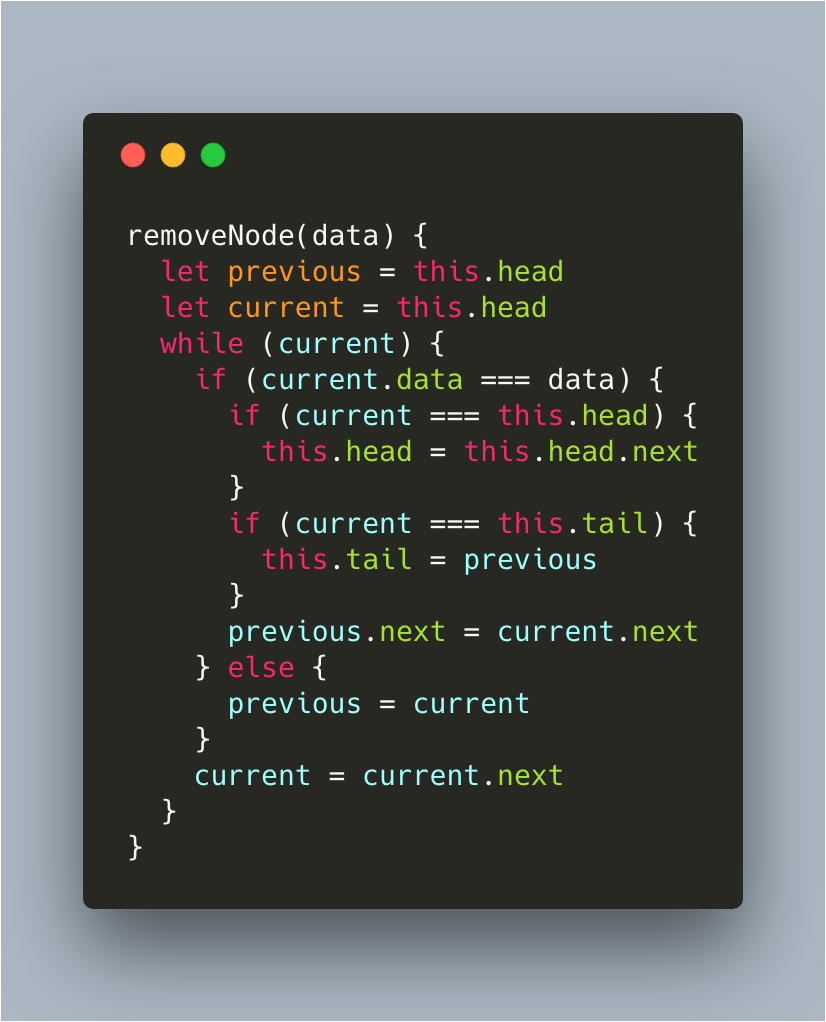 removeNode(data) {
  let previous = this.head
  let current = this.head
  while (current) {
    if (current.data === data) {
      if (current === this.head) {
        this.head = this.head.next
      }
      if (current === this.tail) {
        this.tail = previous
      }
      previous.next = current.next
    } else {
      previous = current
    }
    current = current.next
  }
}